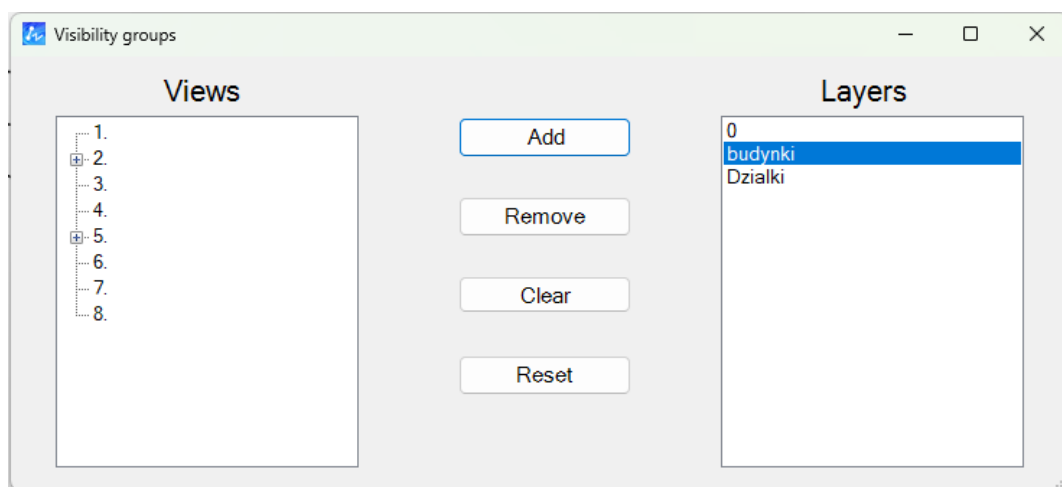 Visibility groups
Views
Layers
1.
2.
3.
4.
5.
6.
7.
8.
Add
Remove
Clear
Reset
0
budynki
Dzialki